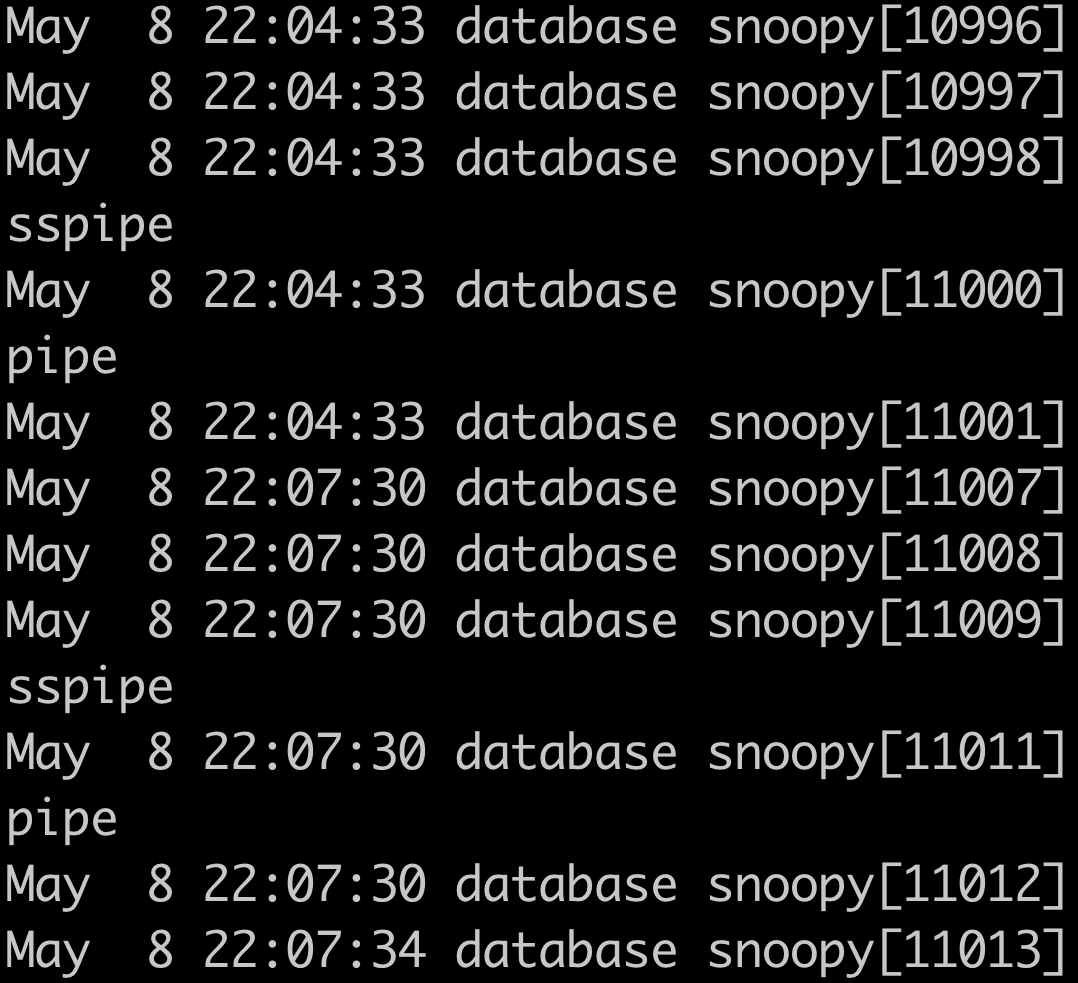 May  8 22:04:33 database snoopy[10996]
May  8 22:04:33 database snoopy[10997]
May  8 22:04:33 database snoopy[10998]
sspipe
May  8 22:04:33 database snoopy[11000]
pipe
May  8 22:04:33 database snoopy[11001]
May  8 22:07:30 database snoopy[11007]
May  8 22:07:30 database snoopy[11008]
May  8 22:07:30 database snoopy[11009]
sspipe
May  8 22:07:30 database snoopy[11011]
pipe
May  8 22:07:30 database snoopy[11012]
May  8 22:07:34 database snoopy[11013]